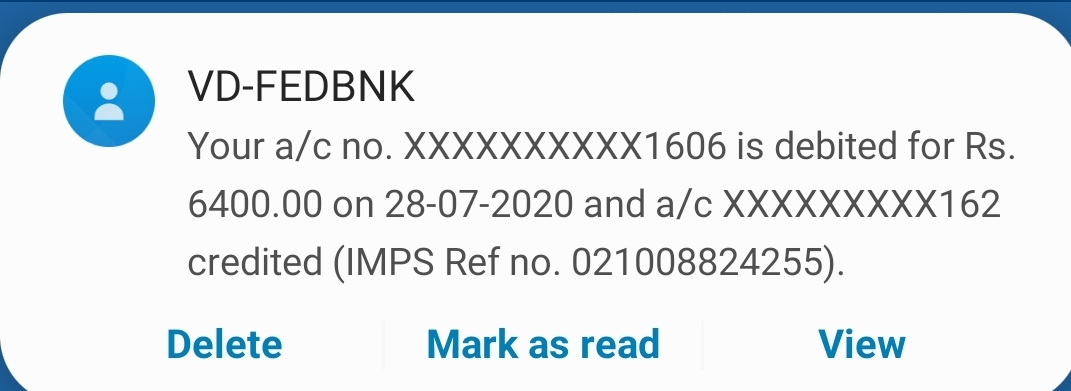 VD-FEDBNK
Your a/c no. XXXXXXXXXX1606 is debited for Rs.
6400.00 on 28-07-2020 and a/c XXXXXXXXX162
credited (IMPS Ref no. 021008824255).
Delete Mark as read View